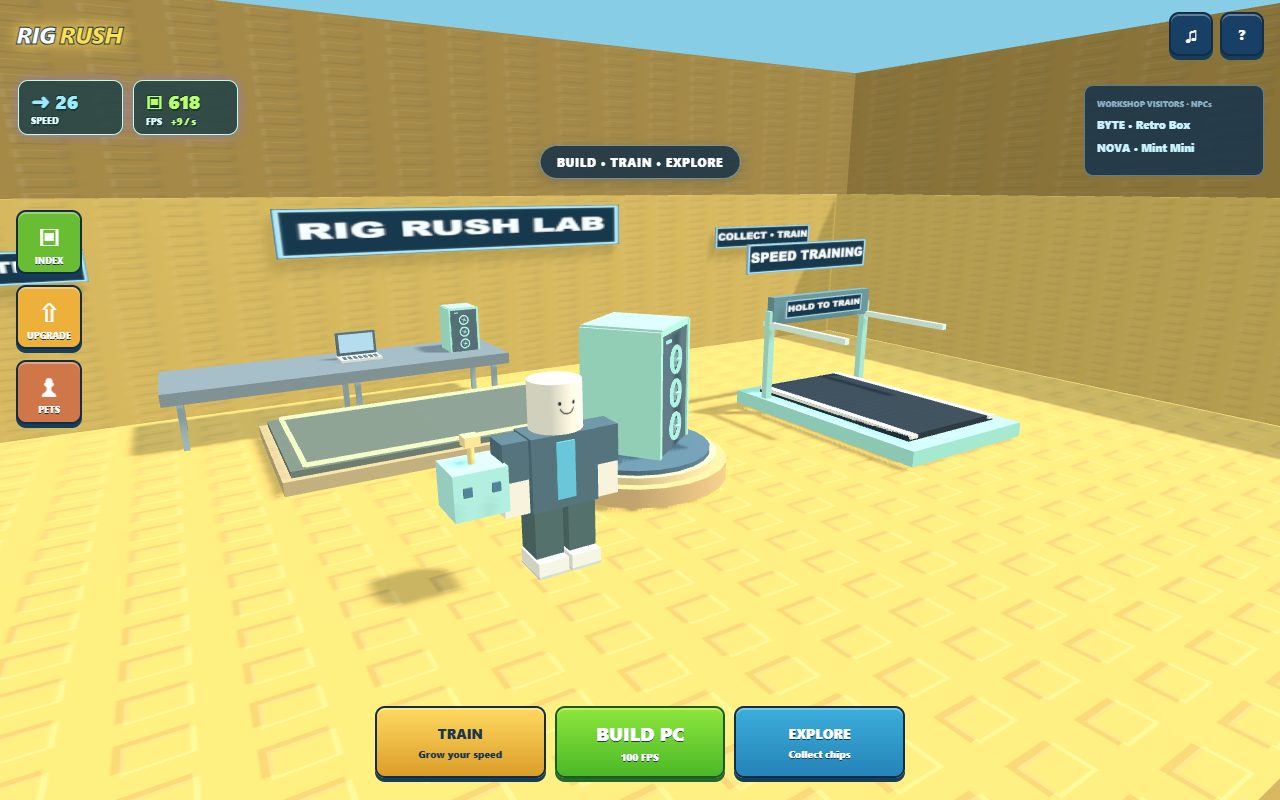 RIG RUSH
♫
?
→ 26
SPEED
618
FPS +9/s
WORKSHOP VISITORS · NPCs
BYTE • Retro Box
NOVA • Mint Mini
BUILD • TRAIN • EXPLORE
INDEX
UPGRADE
PETS
RIG RUSH LAB
COLLECT • TRAIN
SPEED TRAINING
HOLD TO TRAIN
TRAIN
Grow your speed
BUILD PC
100 FPS
EXPLORE
Collect chips